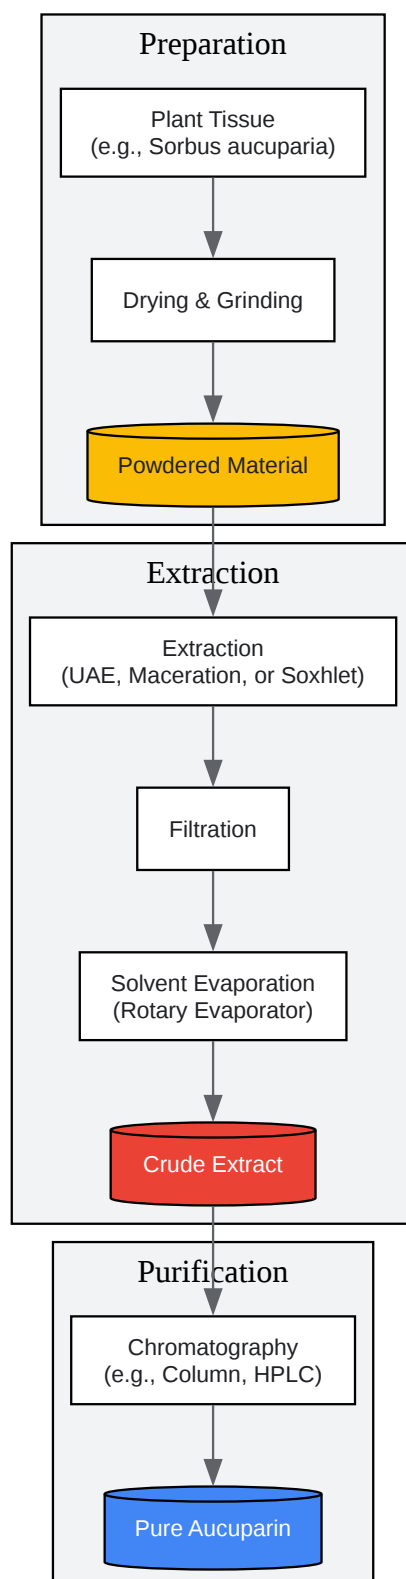 Preparation
Plant Tissue
(e.g., Sorbus aucuparia)
Drying & Grinding
Powdered Material
Extraction
Extraction
(UAE, Maceration, or Soxhlet)
Filtration
Solvent Evaporation
(Rotary Evaporator)
Crude Extract
Purification
Chromatography
(e.g., Column, HPLC)
Pure Aucuparin